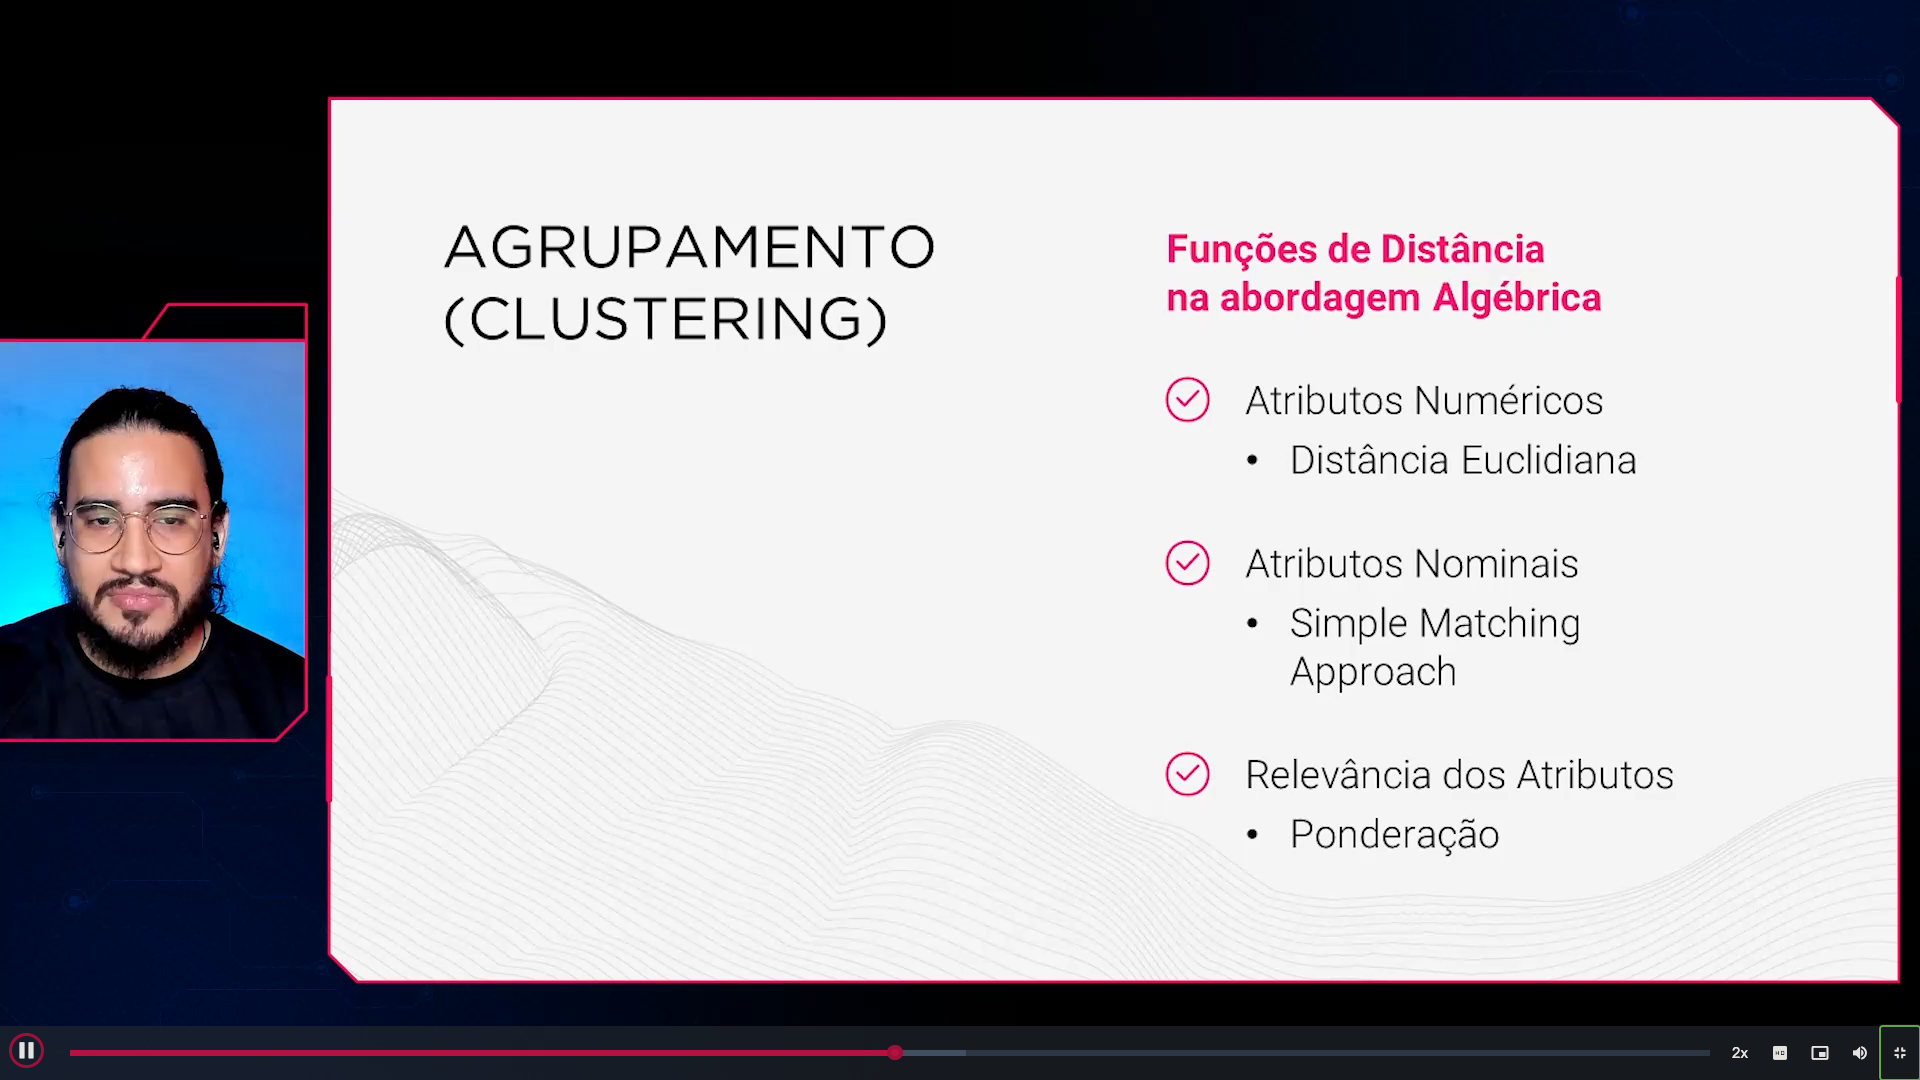 AGRUPAMENTO
(CLUSTERING)
Funções de Distância
na abordagem Algébrica
Atributos Numéricos
• Distância Euclidiana
Atributos Nominais
• Simple Matching
Approach
Relevância dos Atributos
• Ponderação
2x
HD